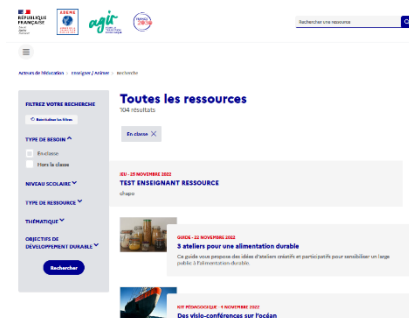 RÉPUBLIQUE
FRANÇAISE
ADEME
agir
Rechercher une ressource
Acteurs de l'éducation > Enseigner / Animer > Recherche
FILTREZ VOTRE RECHERCHE
Réinitialiser les filtres
TYPE DE BESOIN
En classe
Hors la classe
NIVEAU SCOLAIRE
TYPE DE RESSOURCE
THÉMATIQUE
OBJECTIFS DE
DÉVELOPPEMENT DURABLE
Rechercher
Toutes les ressources
104 résultats
En classe
JEU - 29 NOVEMBRE 2022
TEST ENSEIGNANT RESSOURCE
chapo
GUIDE - 22 NOVEMBRE 2022
3 ateliers pour une alimentation durable
Ce guide vous propose des idées d'ateliers créatifs et participatifs pour sensibiliser un large
public à l'alimentation durable.
KIT PÉDAGOGIQUE - 4 NOVEMBRE 2022
Des visio-conférences sur l'océan